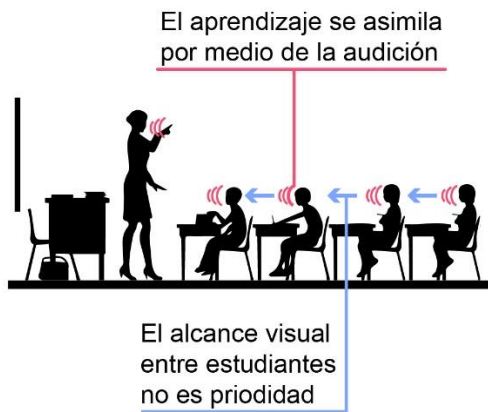 El aprendizaje se asimila
por medio de la audición
El alcance visual
entre estudiantes
no es priodidad